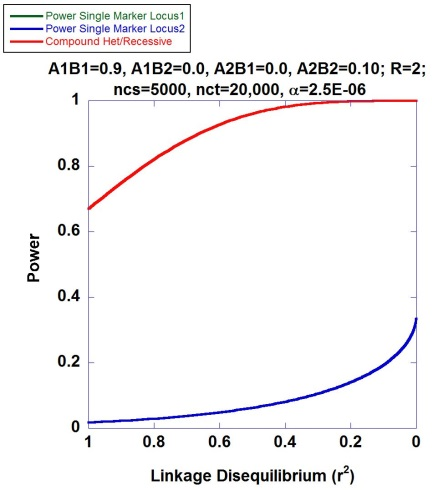 Power Single Marker Locus1
Power Single Marker Locus2
Compound Het/Recessive
A1B1=0.9, A1B2=0.0, A2B1=0.0, A2B2=0.10; R=2;
ncs=5000, nct=20,000, α=2.5E-06
1
0.8
0.6
0.4
0.2
0
Power
1
0.8
0.6
0.4
0.2
0
Linkage Disequilibrium (r²)